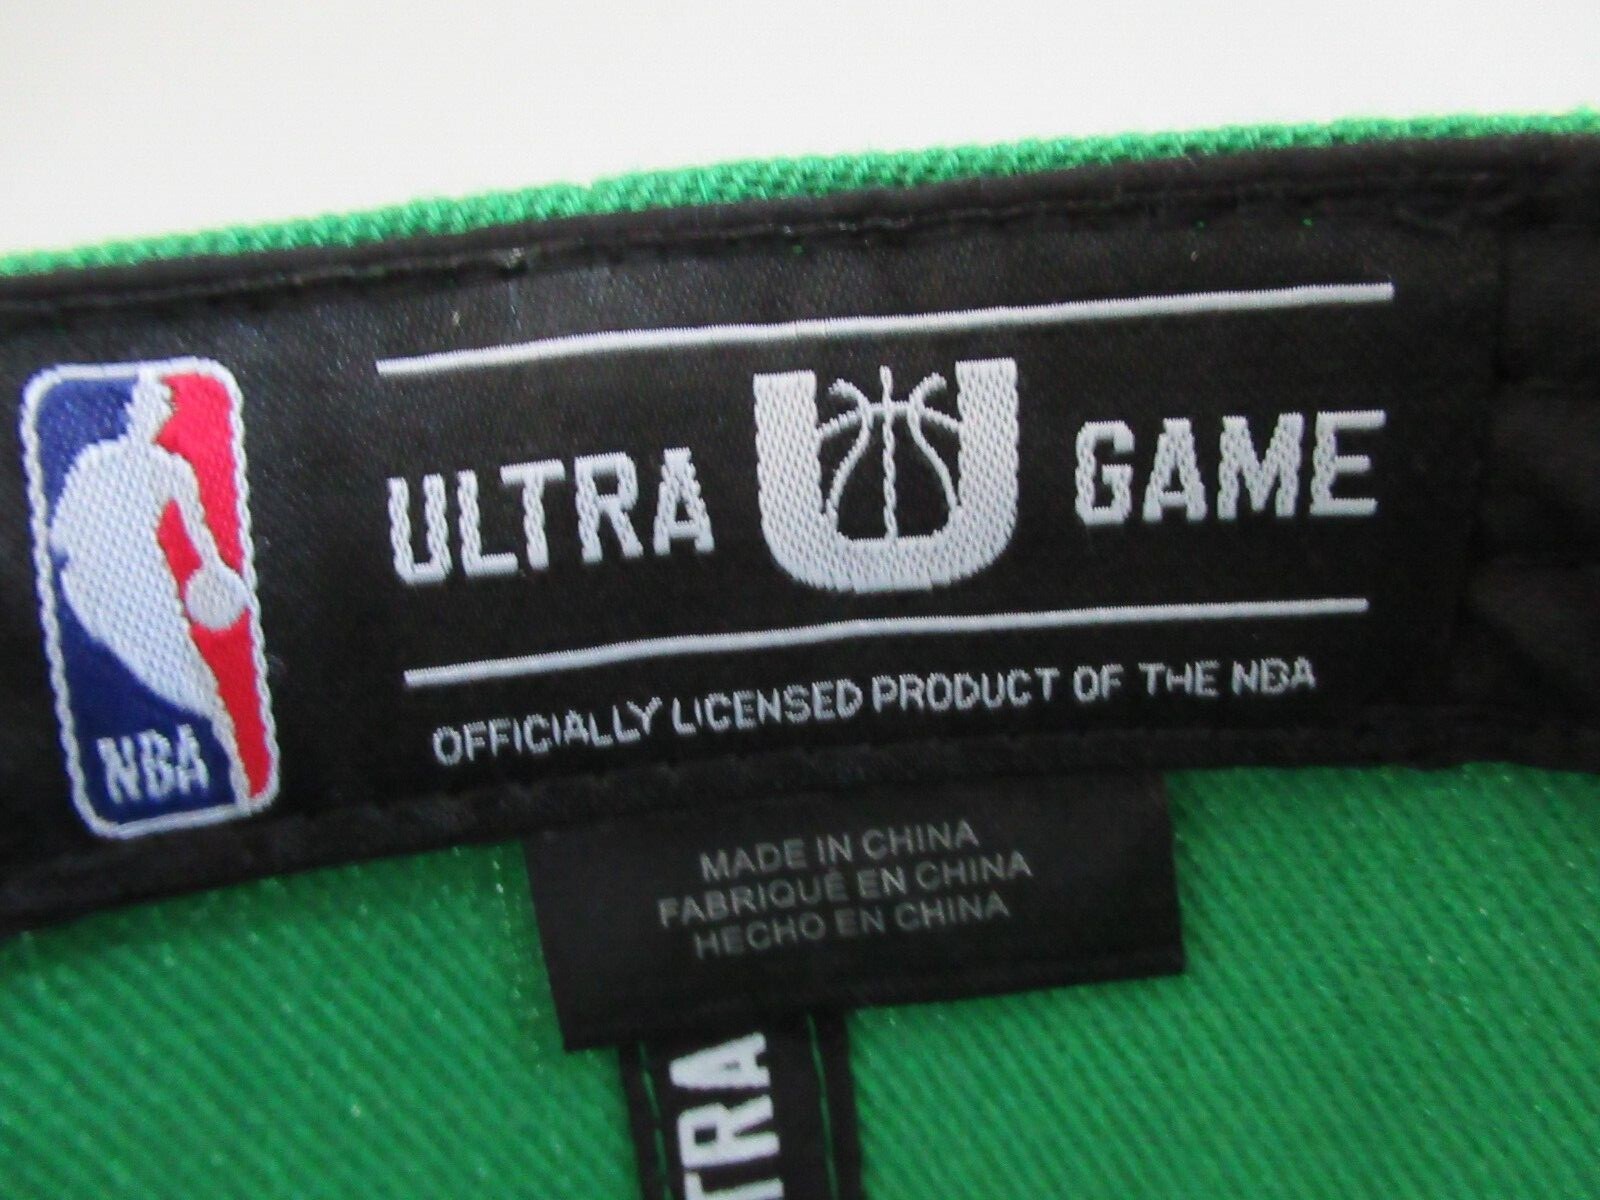 ULTRA U GAME
OFFICIALLY LICENSED PRODUCT OF THE NBA
NBA
MADE IN CHINA
FABRIQUÉ EN CHINA
HECHO EN CHINA
TRA